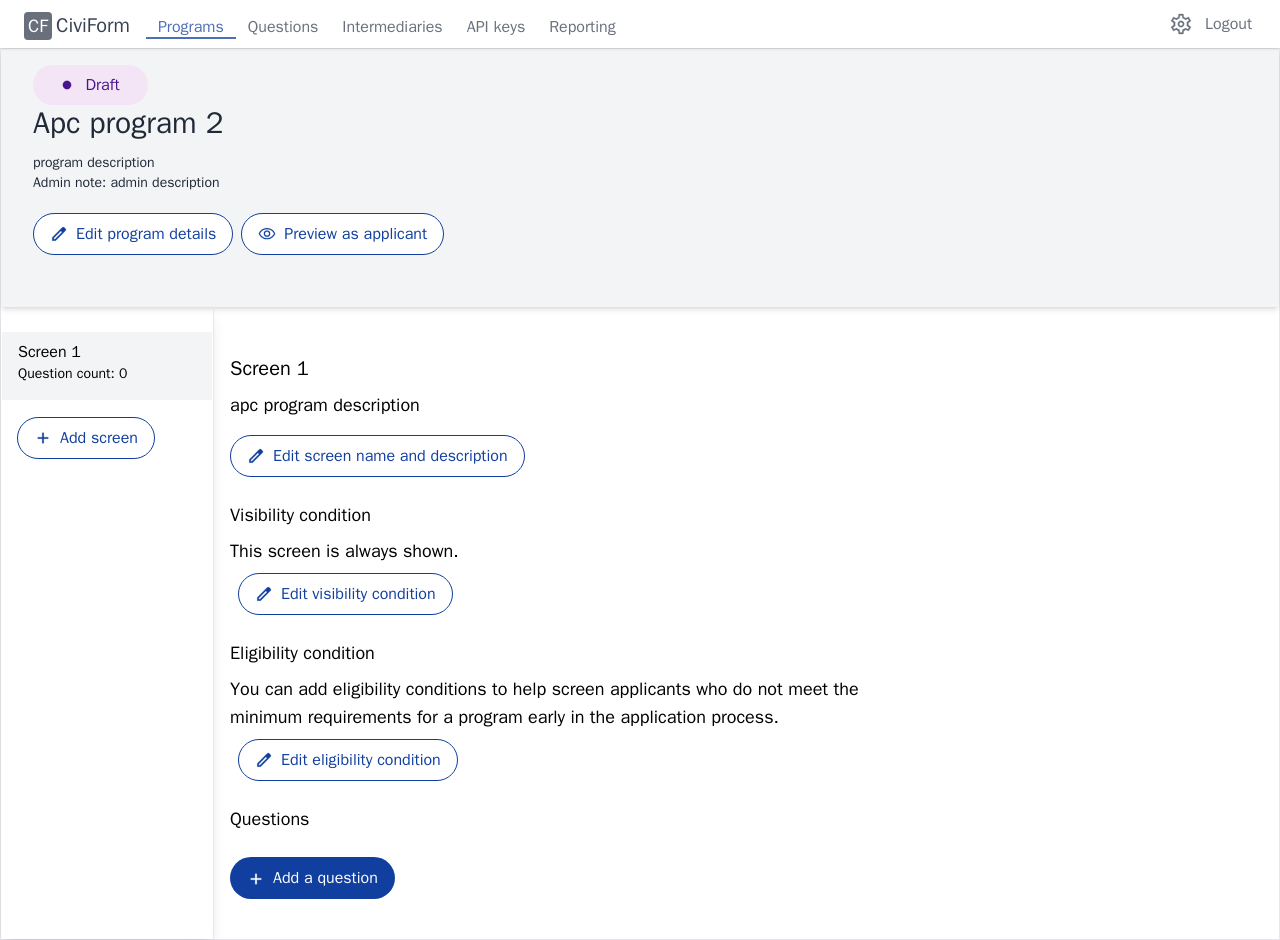 CF CiviForm Programs Questions Intermediaries API keys Reporting Logout
Draft
Apc program 2
program description
Admin note: admin description
Edit program details Preview as applicant
Screen 1
Question count: 0
Add screen
Screen 1
apc program description
Edit screen name and description
Visibility condition
This screen is always shown.
Edit visibility condition
Eligibility condition
You can add eligibility conditions to help screen applicants who do not meet the
minimum requirements for a program early in the application process.
Edit eligibility condition
Questions
Add a question